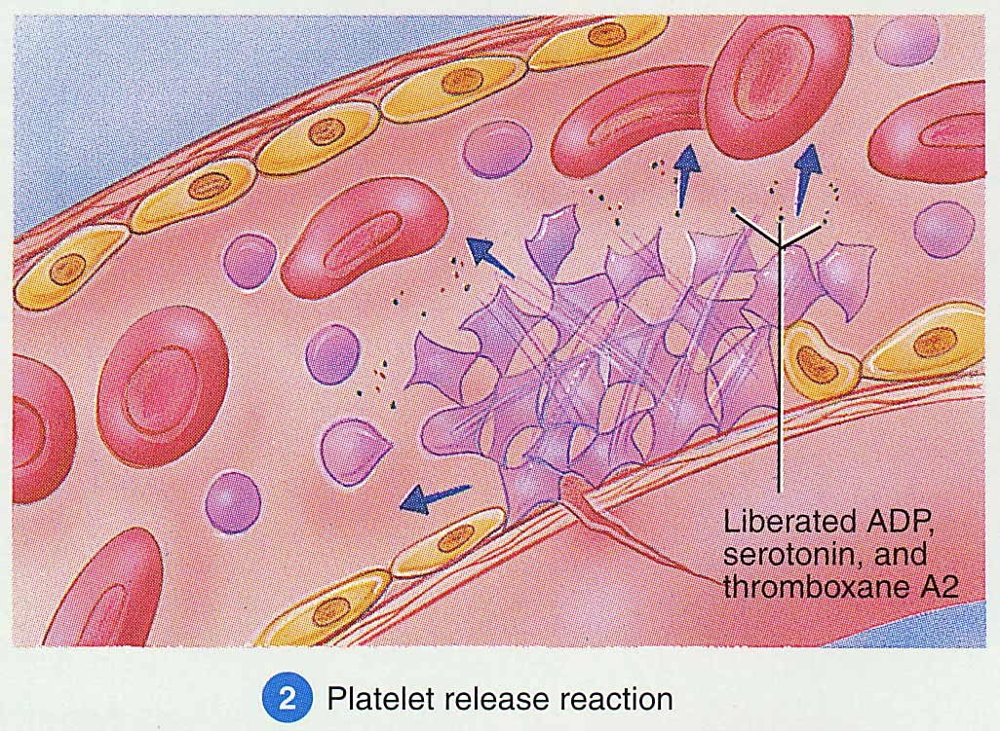 Liberated ADP,
serotonin, and
thromboxane A2
2 Platelet release reaction